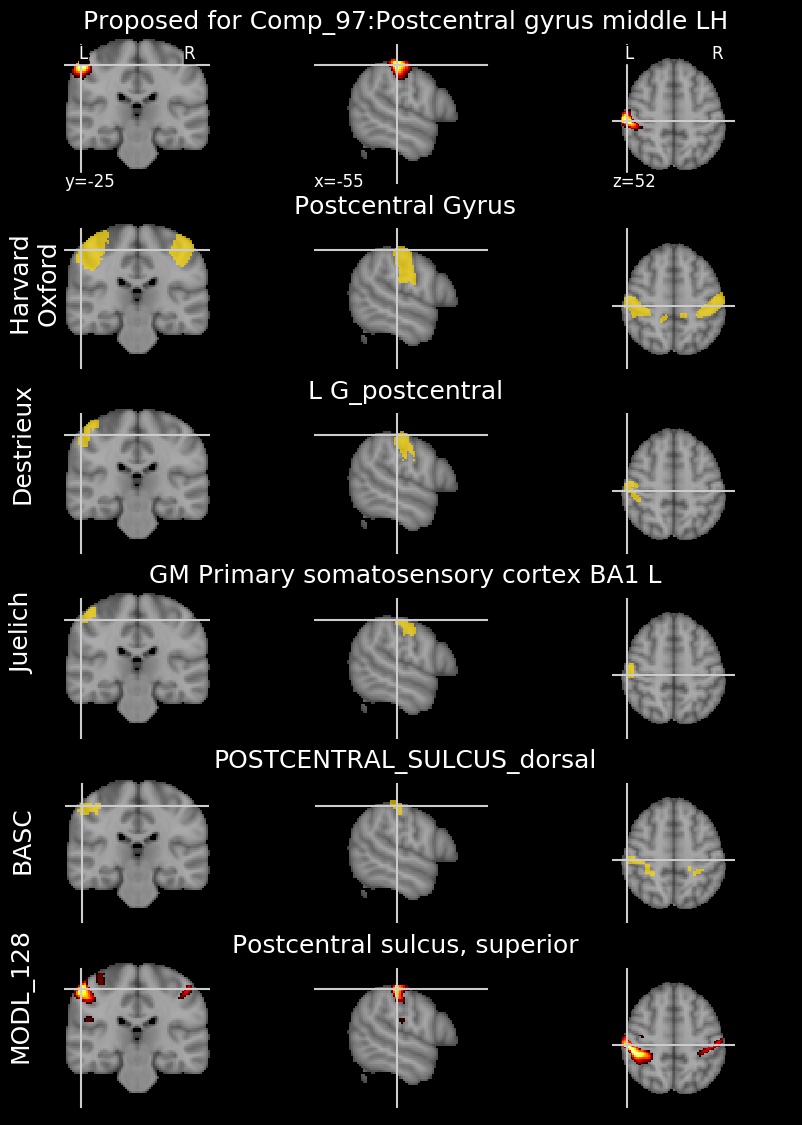 Proposed for Comp_97:Postcentral gyrus middle LH
L R L R
y=-25 x=-55 z=52
Postcentral Gyrus
Harvard
Oxford
L G_postcentral
Destrieux
GM Primary somatosensory cortex BA1 L
Juelich
POSTCENTRAL_SULCUS_dorsal
BASC
Postcentral sulcus, superior
MODL_128